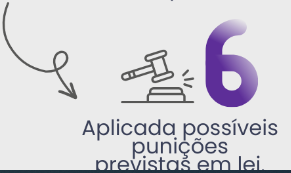 6
Aplicada possíveis
punições
previstas em lei.